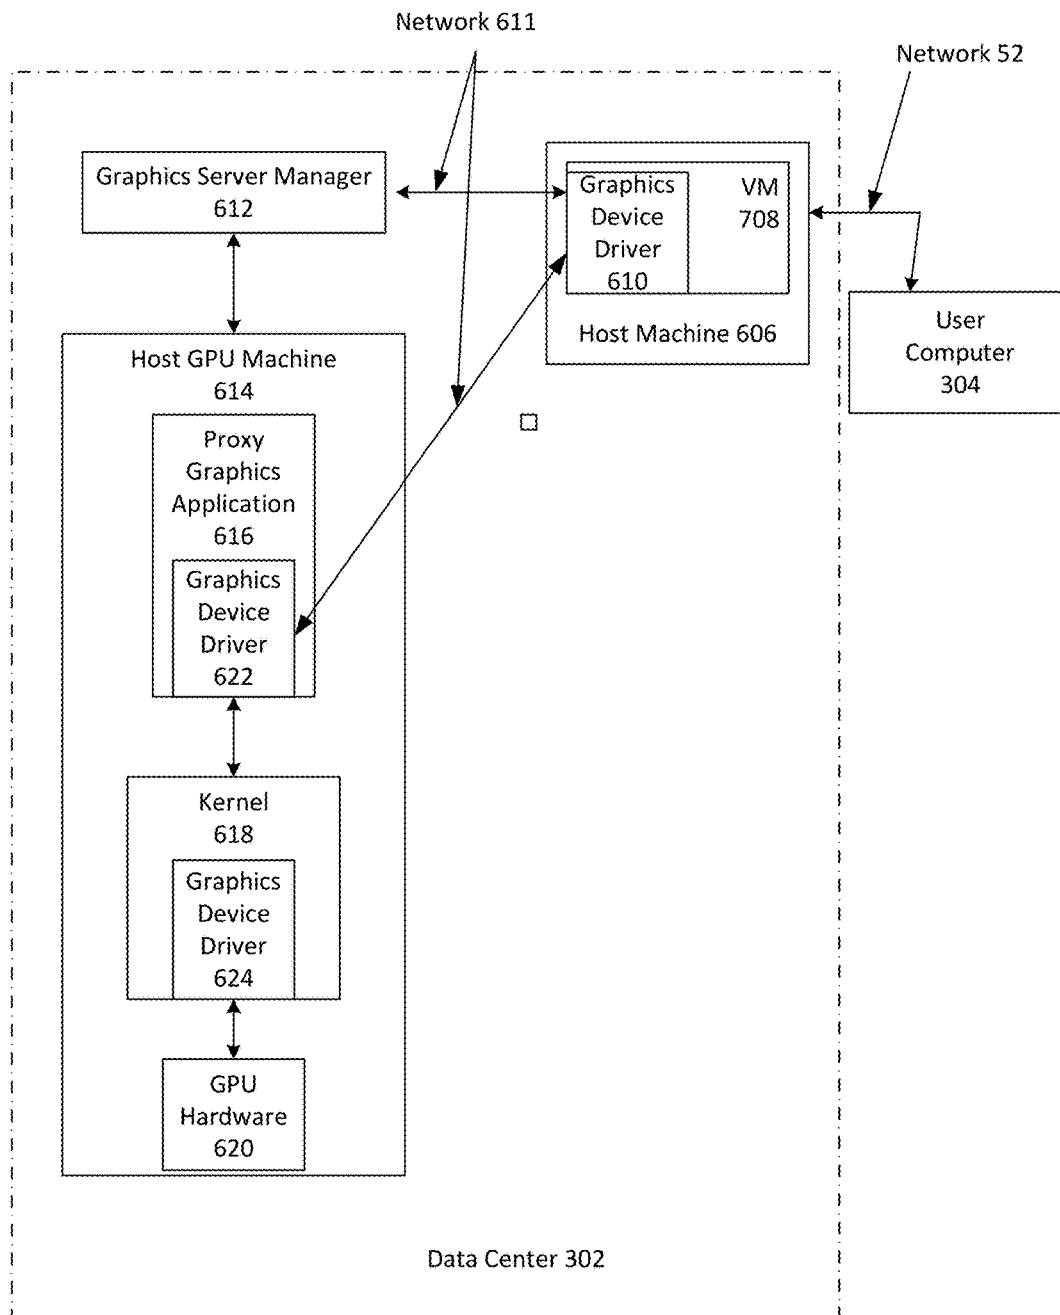 Network 611
Network 52
Graphics Server Manager
612
Graphics
Device
Driver
610
VM
708
Host Machine 606
User
Computer
304
Host GPU Machine
614
Proxy
Graphics
Application
616
Graphics
Device
Driver
622
Kernel
618
Graphics
Device
Driver
624
GPU
Hardware
620
Data Center 302